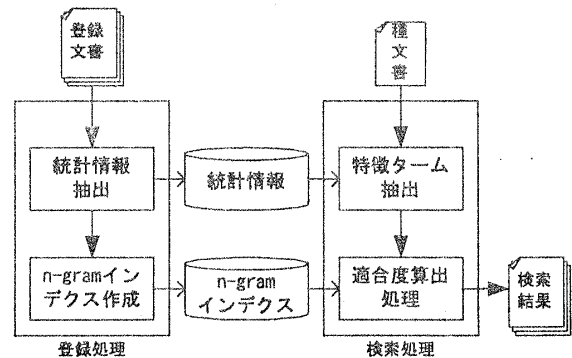 登録
文書
種
文
書
統計情報
抽出
統計情報
特徴ターム
抽出
n-gramイン
デクス作成
n-gram
インデクス
適合度算出
処理
検索
結果
登録処理
検索処理